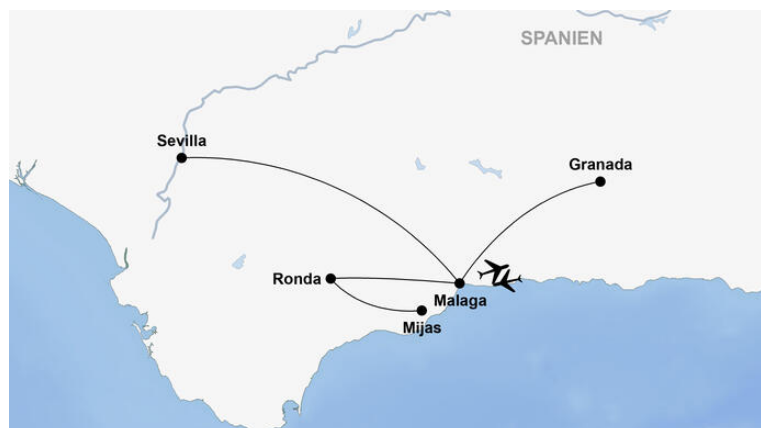 SPANIEN
Sevilla
Granada
Ronda
Malaga
Mijas